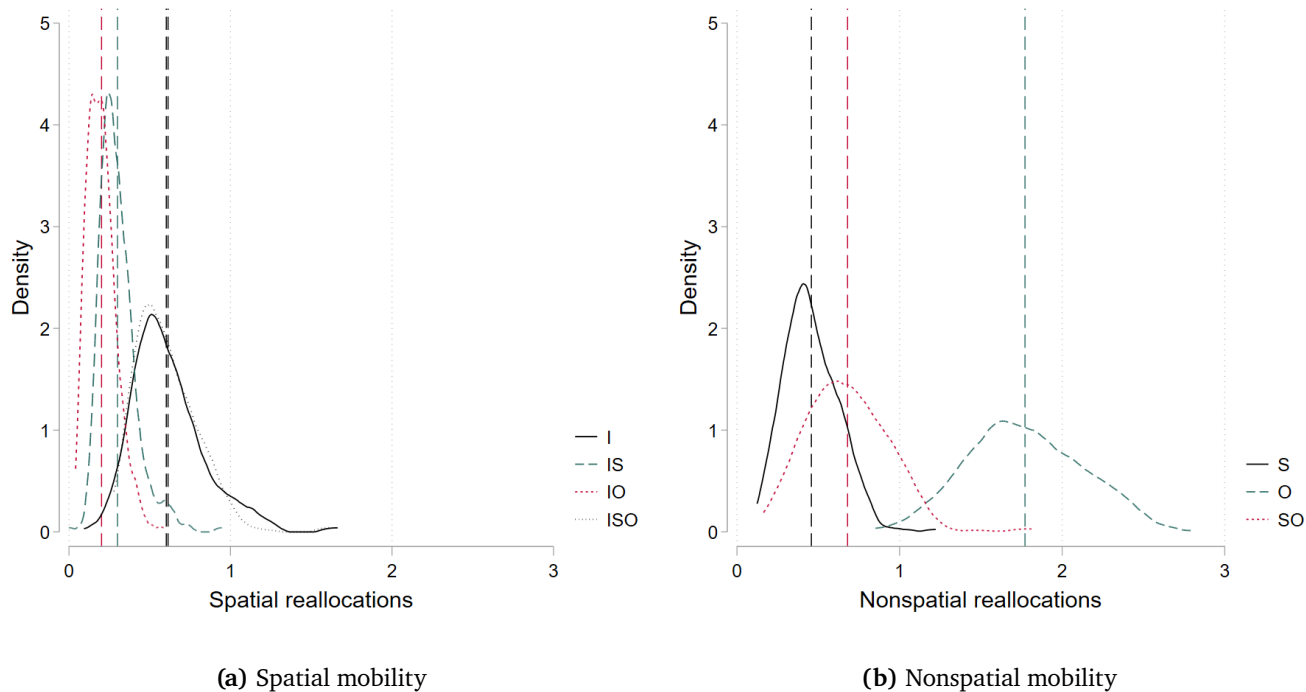 5
4
3
2
1
0
Density
0
1
2
3
Spatial reallocations
I
IS
IO
ISO
(a) Spatial mobility
5
4
3
2
1
0
Density
0
1
2
3
Nonspatial reallocations
S
O
SO
(b) Nonspatial mobility